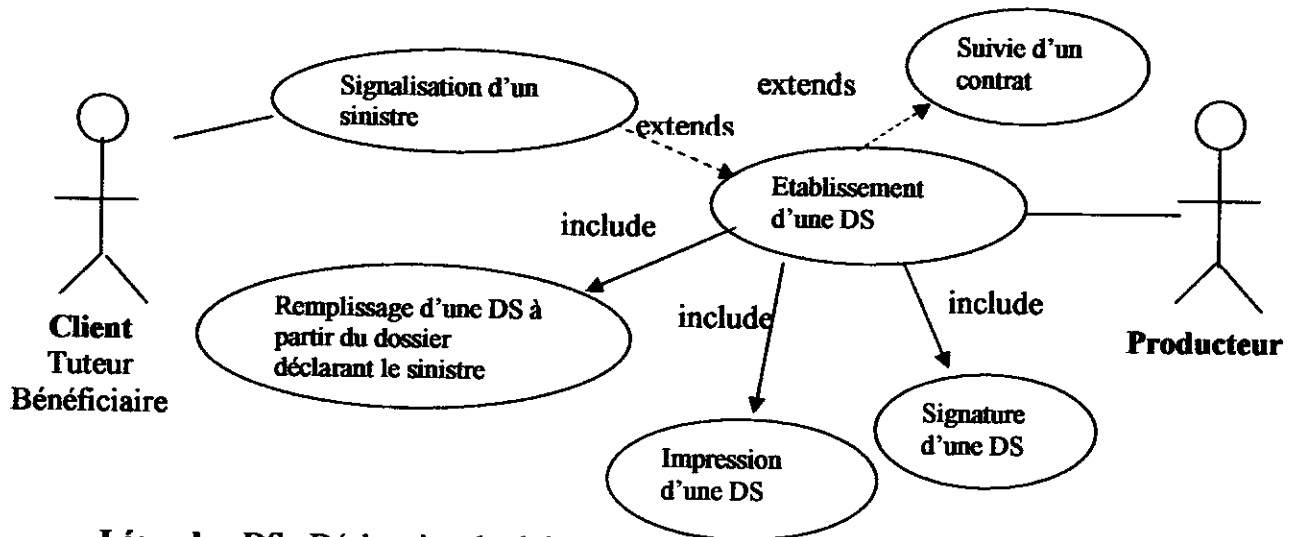 Signalisation d'un
sinistre
extends
extends
Suivie d'un
contrat
Etablissement
d'une DS
include
include
include
Remplissage d'une DS à
partir du dossier
déclarant le sinistre
Impression
d'une DS
Signature
d'une DS
Client
Tuteur
Bénéficiaire
Producteur
DS